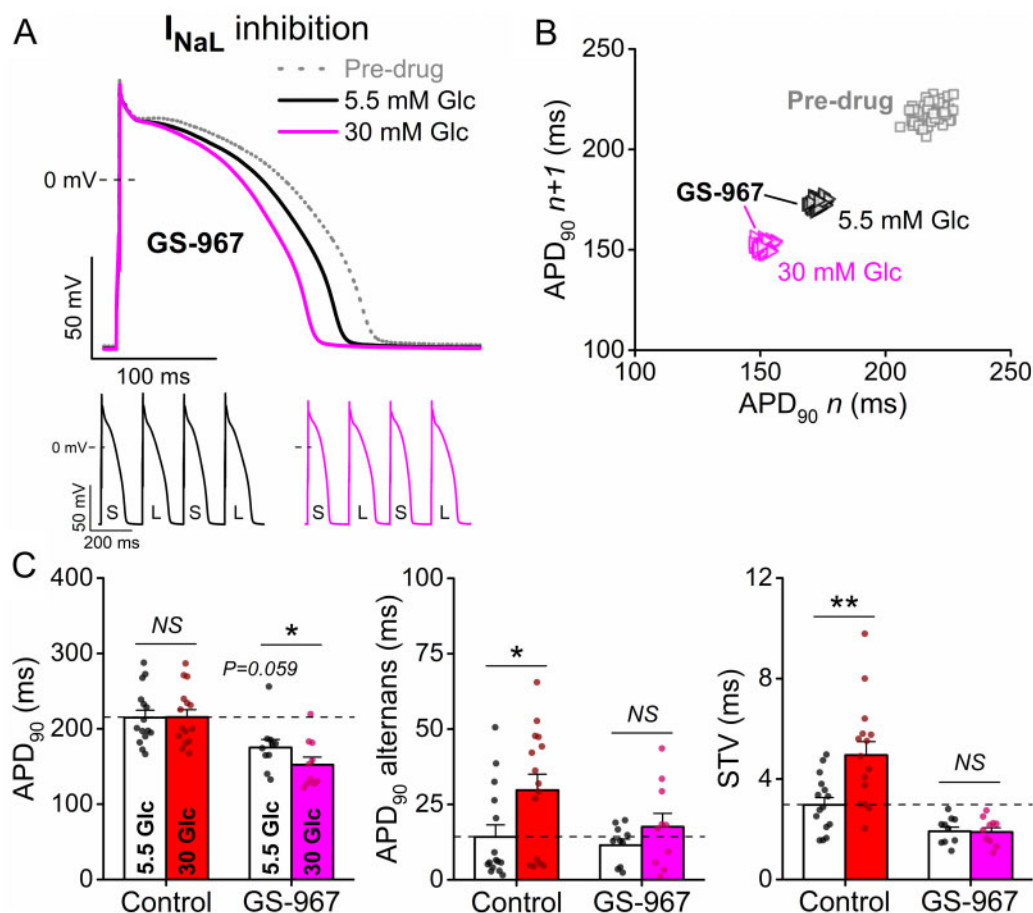 A
I_NaL inhibition
Pre-drug
5.5 mM Glc
30 mM Glc
0 mV
GS-967
50 mV
100 ms
0 mV
50 mV
200 ms
S L S L
S L S L
B
250
200
150
100
APD90 n+1 (ms)
Pre-drug
GS-967
5.5 mM Glc
30 mM Glc
100 150 200 250
APD90 n (ms)
C
400
300
200
100
0
APD90 (ms)
NS
*
P=0.059
5.5 Glc
30 Glc
5.5 Glc
30 Glc
Control GS-967
100
75
50
25
0
APD90 alternans (ms)
*
NS
Control GS-967
12
8
4
0
STV (ms)
**
NS
Control GS-967